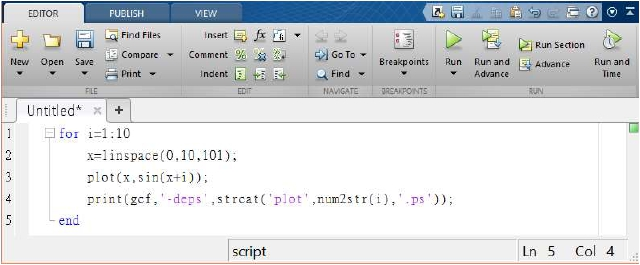 EDITOR PUBLISH VIEW
New Open Save Find Files Compare Print Insert fx Comment % Indent Go To Find Breakpoints Run Run and Advance Run Section Advance Run and Time
FILE EDIT NAVIGATE BREAKPOINTS RUN
Untitled* × +
1 for i=1:10
2 x=linspace(0,10,101);
3 plot(x,sin(x+i));
4 print(gcf,'-deps',strcat('plot',num2str(i),'.ps'));
5 end
script Ln 5 Col 4